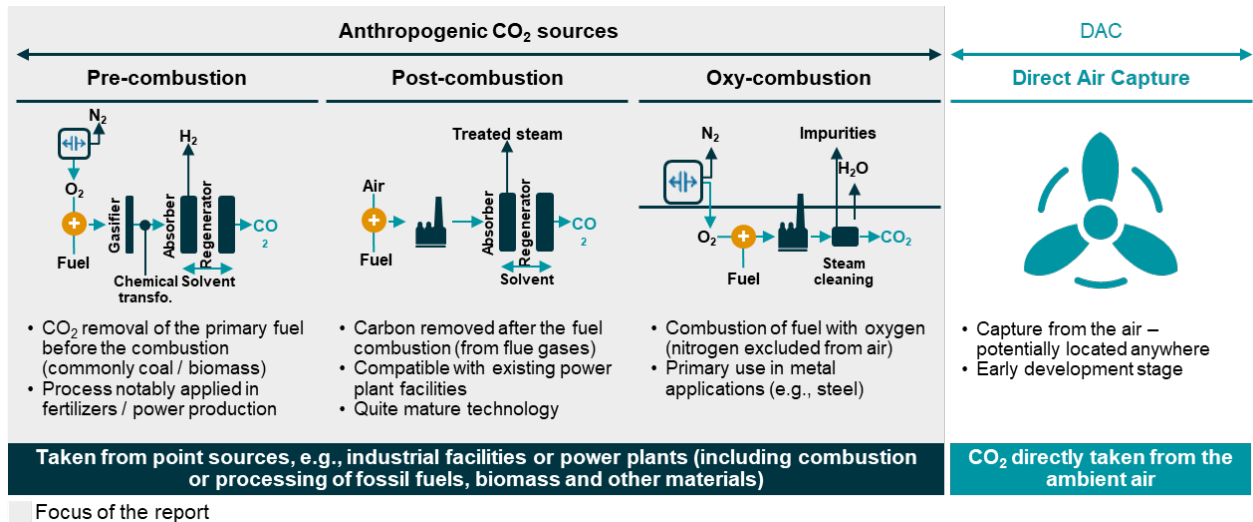 Anthropogenic CO₂ sources
DAC
Pre-combustion
Post-combustion
Oxy-combustion
Direct Air Capture
N₂
O₂
Fuel
Gasifier
Chemical
transfo.
H₂
Absorber
Regenerator
Solvent
CO
2
Treated steam
Air
Fuel
Absorber
Regenerator
Solvent
CO
2
N₂
O₂
Fuel
Impurities
H₂O
Steam
cleaning
CO₂
• CO₂ removal of the primary fuel
before the combustion
(commonly coal / biomass)
• Process notably applied in
fertilizers / power production
• Carbon removed after the fuel
combustion (from flue gases)
• Compatible with existing power
plant facilities
• Quite mature technology
• Combustion of fuel with oxygen
(nitrogen excluded from air)
• Primary use in metal
applications (e.g., steel)
• Capture from the air –
potentially located anywhere
• Early development stage
Taken from point sources, e.g., industrial facilities or power plants (including combustion
or processing of fossil fuels, biomass and other materials)
CO₂ directly taken from the
ambient air
Focus of the report